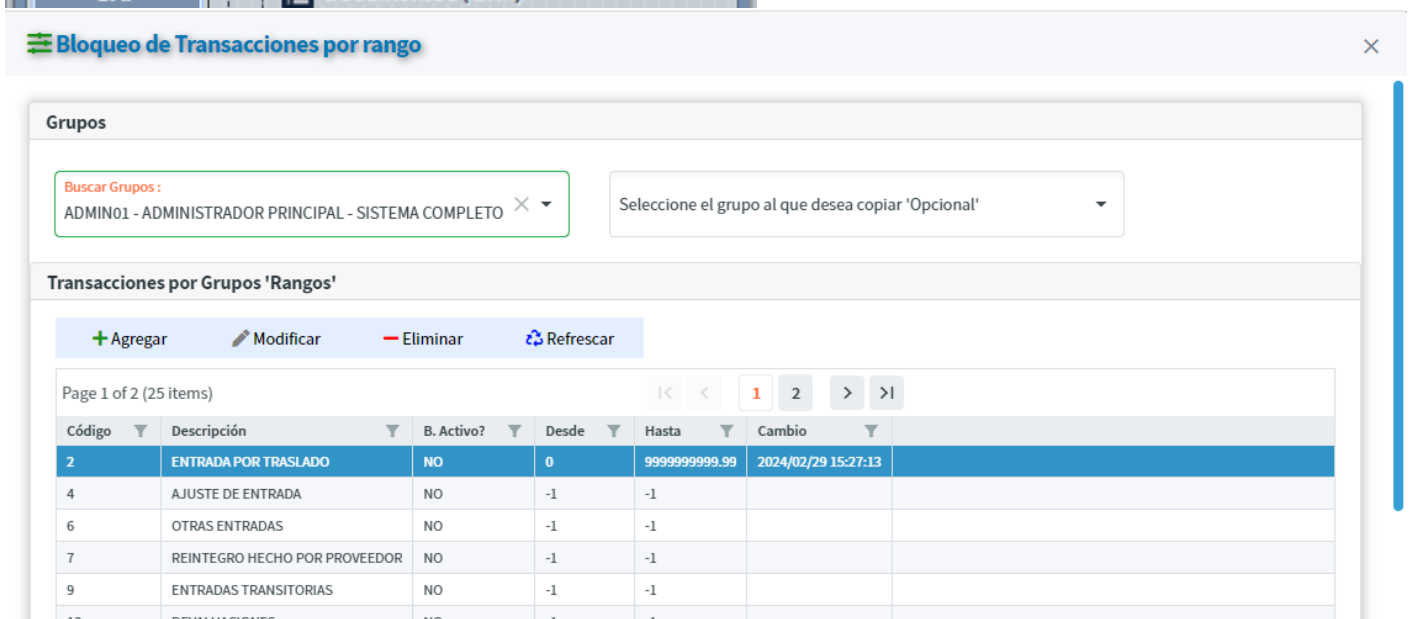 Bloqueo de Transacciones por rango
Grupos
Buscar Grupos :
ADMIN01 - ADMINISTRADOR PRINCIPAL - SISTEMA COMPLETO
Seleccione el grupo al que desea copiar 'Opcional'
Transacciones por Grupos 'Rangos'
Agregar Modificar Eliminar Refrescar
Page 1 of 2 (25 items) 1 2
Código Descripción B. Activo? Desde Hasta Cambio
2 ENTRADA POR TRASLADO NO 0 9999999999.99 2024/02/29 15:27:13
4 AJUSTE DE ENTRADA NO -1 -1
6 OTRAS ENTRADAS NO -1 -1
7 REINTEGRO HECHO POR PROVEEDOR NO -1 -1
9 ENTRADAS TRANSITORIAS NO -1 -1